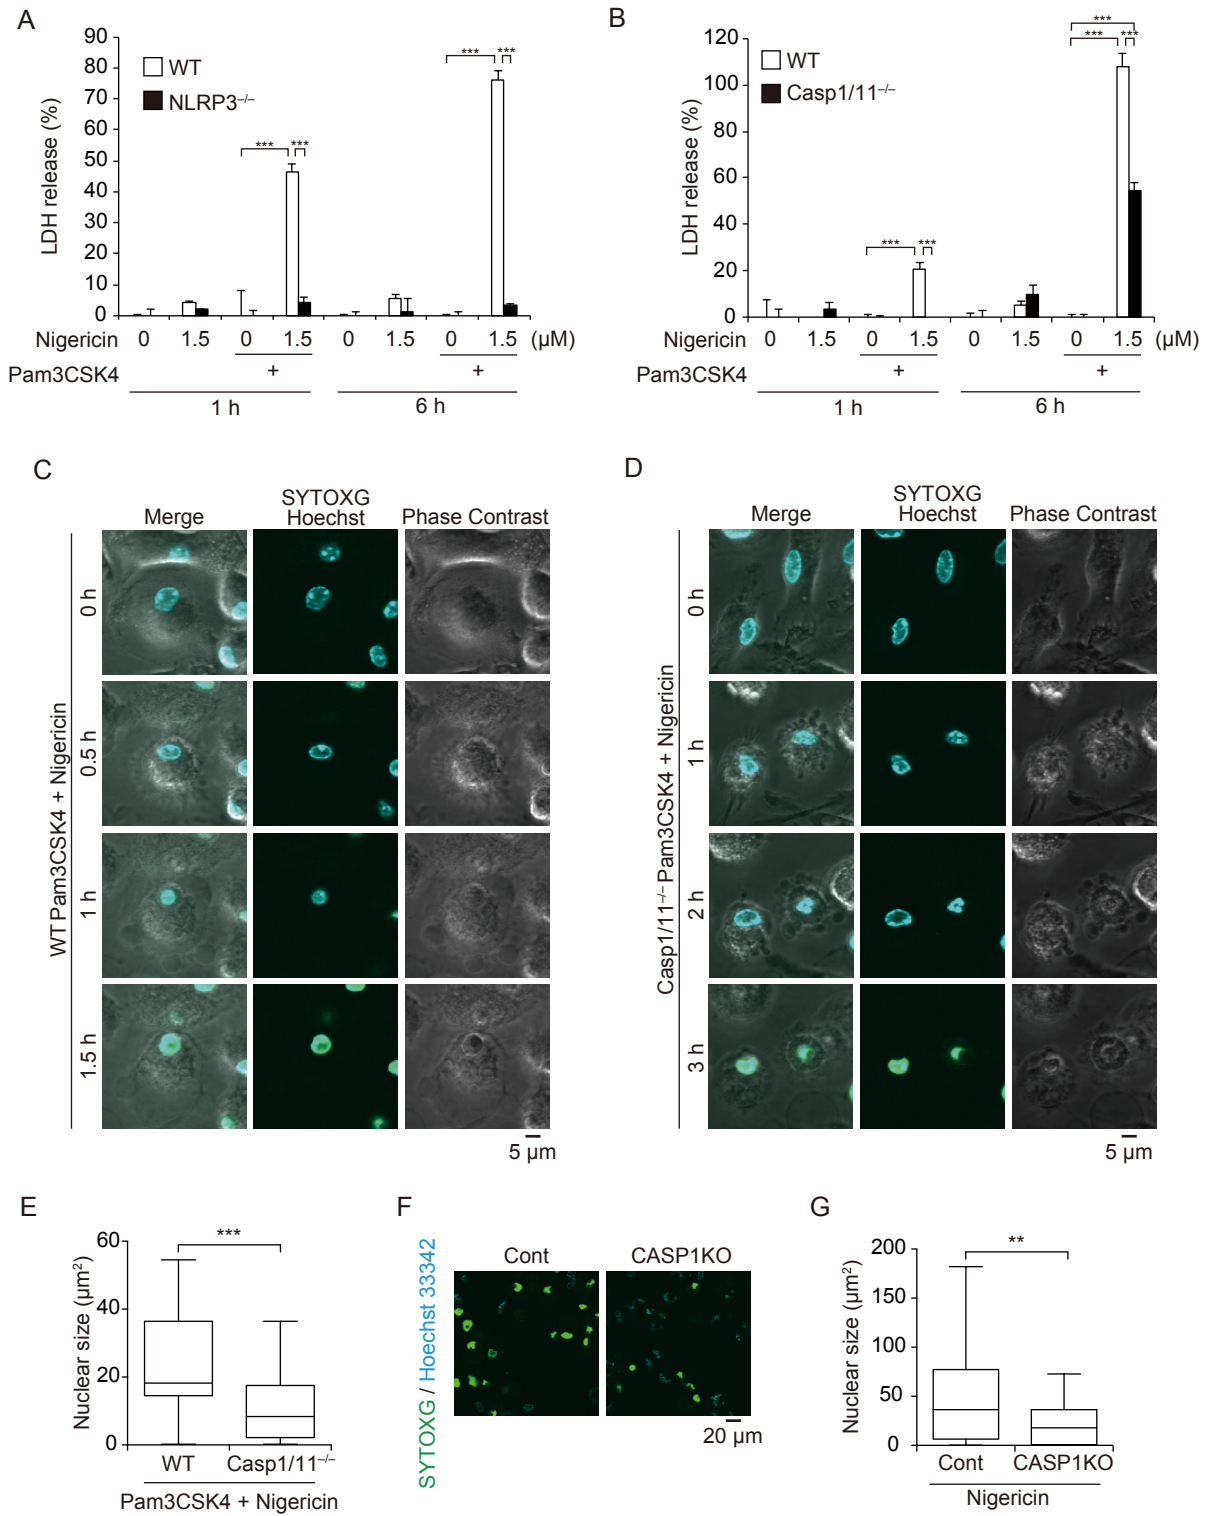 A
LDH release (%)
90
80
70
60
50
40
30
20
10
0
WT
NLRP3–/–
***
***
***
***
Nigericin 0 1.5 0 1.5 0 1.5 0 1.5 (μM)
Pam3CSK4 + +
1 h 6 h
B
LDH release (%)
120
100
80
60
40
20
0
WT
Casp1/11–/–
***
***
***
***
***
Nigericin 0 1.5 0 1.5 0 1.5 0 1.5 (μM)
Pam3CSK4 + +
1 h 6 h
C
WT Pam3CSK4 + Nigericin
Merge
SYTOXG
Hoechst
Phase Contrast
0 h
0.5 h
1 h
1.5 h
5 μm
D
Casp1/11–/– Pam3CSK4 + Nigericin
Merge
SYTOXG
Hoechst
Phase Contrast
0 h
1 h
2 h
3 h
5 μm
E
Nuclear size (μm2)
60
40
20
0
***
WT Casp1/11–/–
Pam3CSK4 + Nigericin
F
SYTOXG / Hoechst 33342
Cont CASP1KO
20 μm
G
Nuclear size (μm2)
200
150
100
50
0
**
Cont CASP1KO
Nigericin